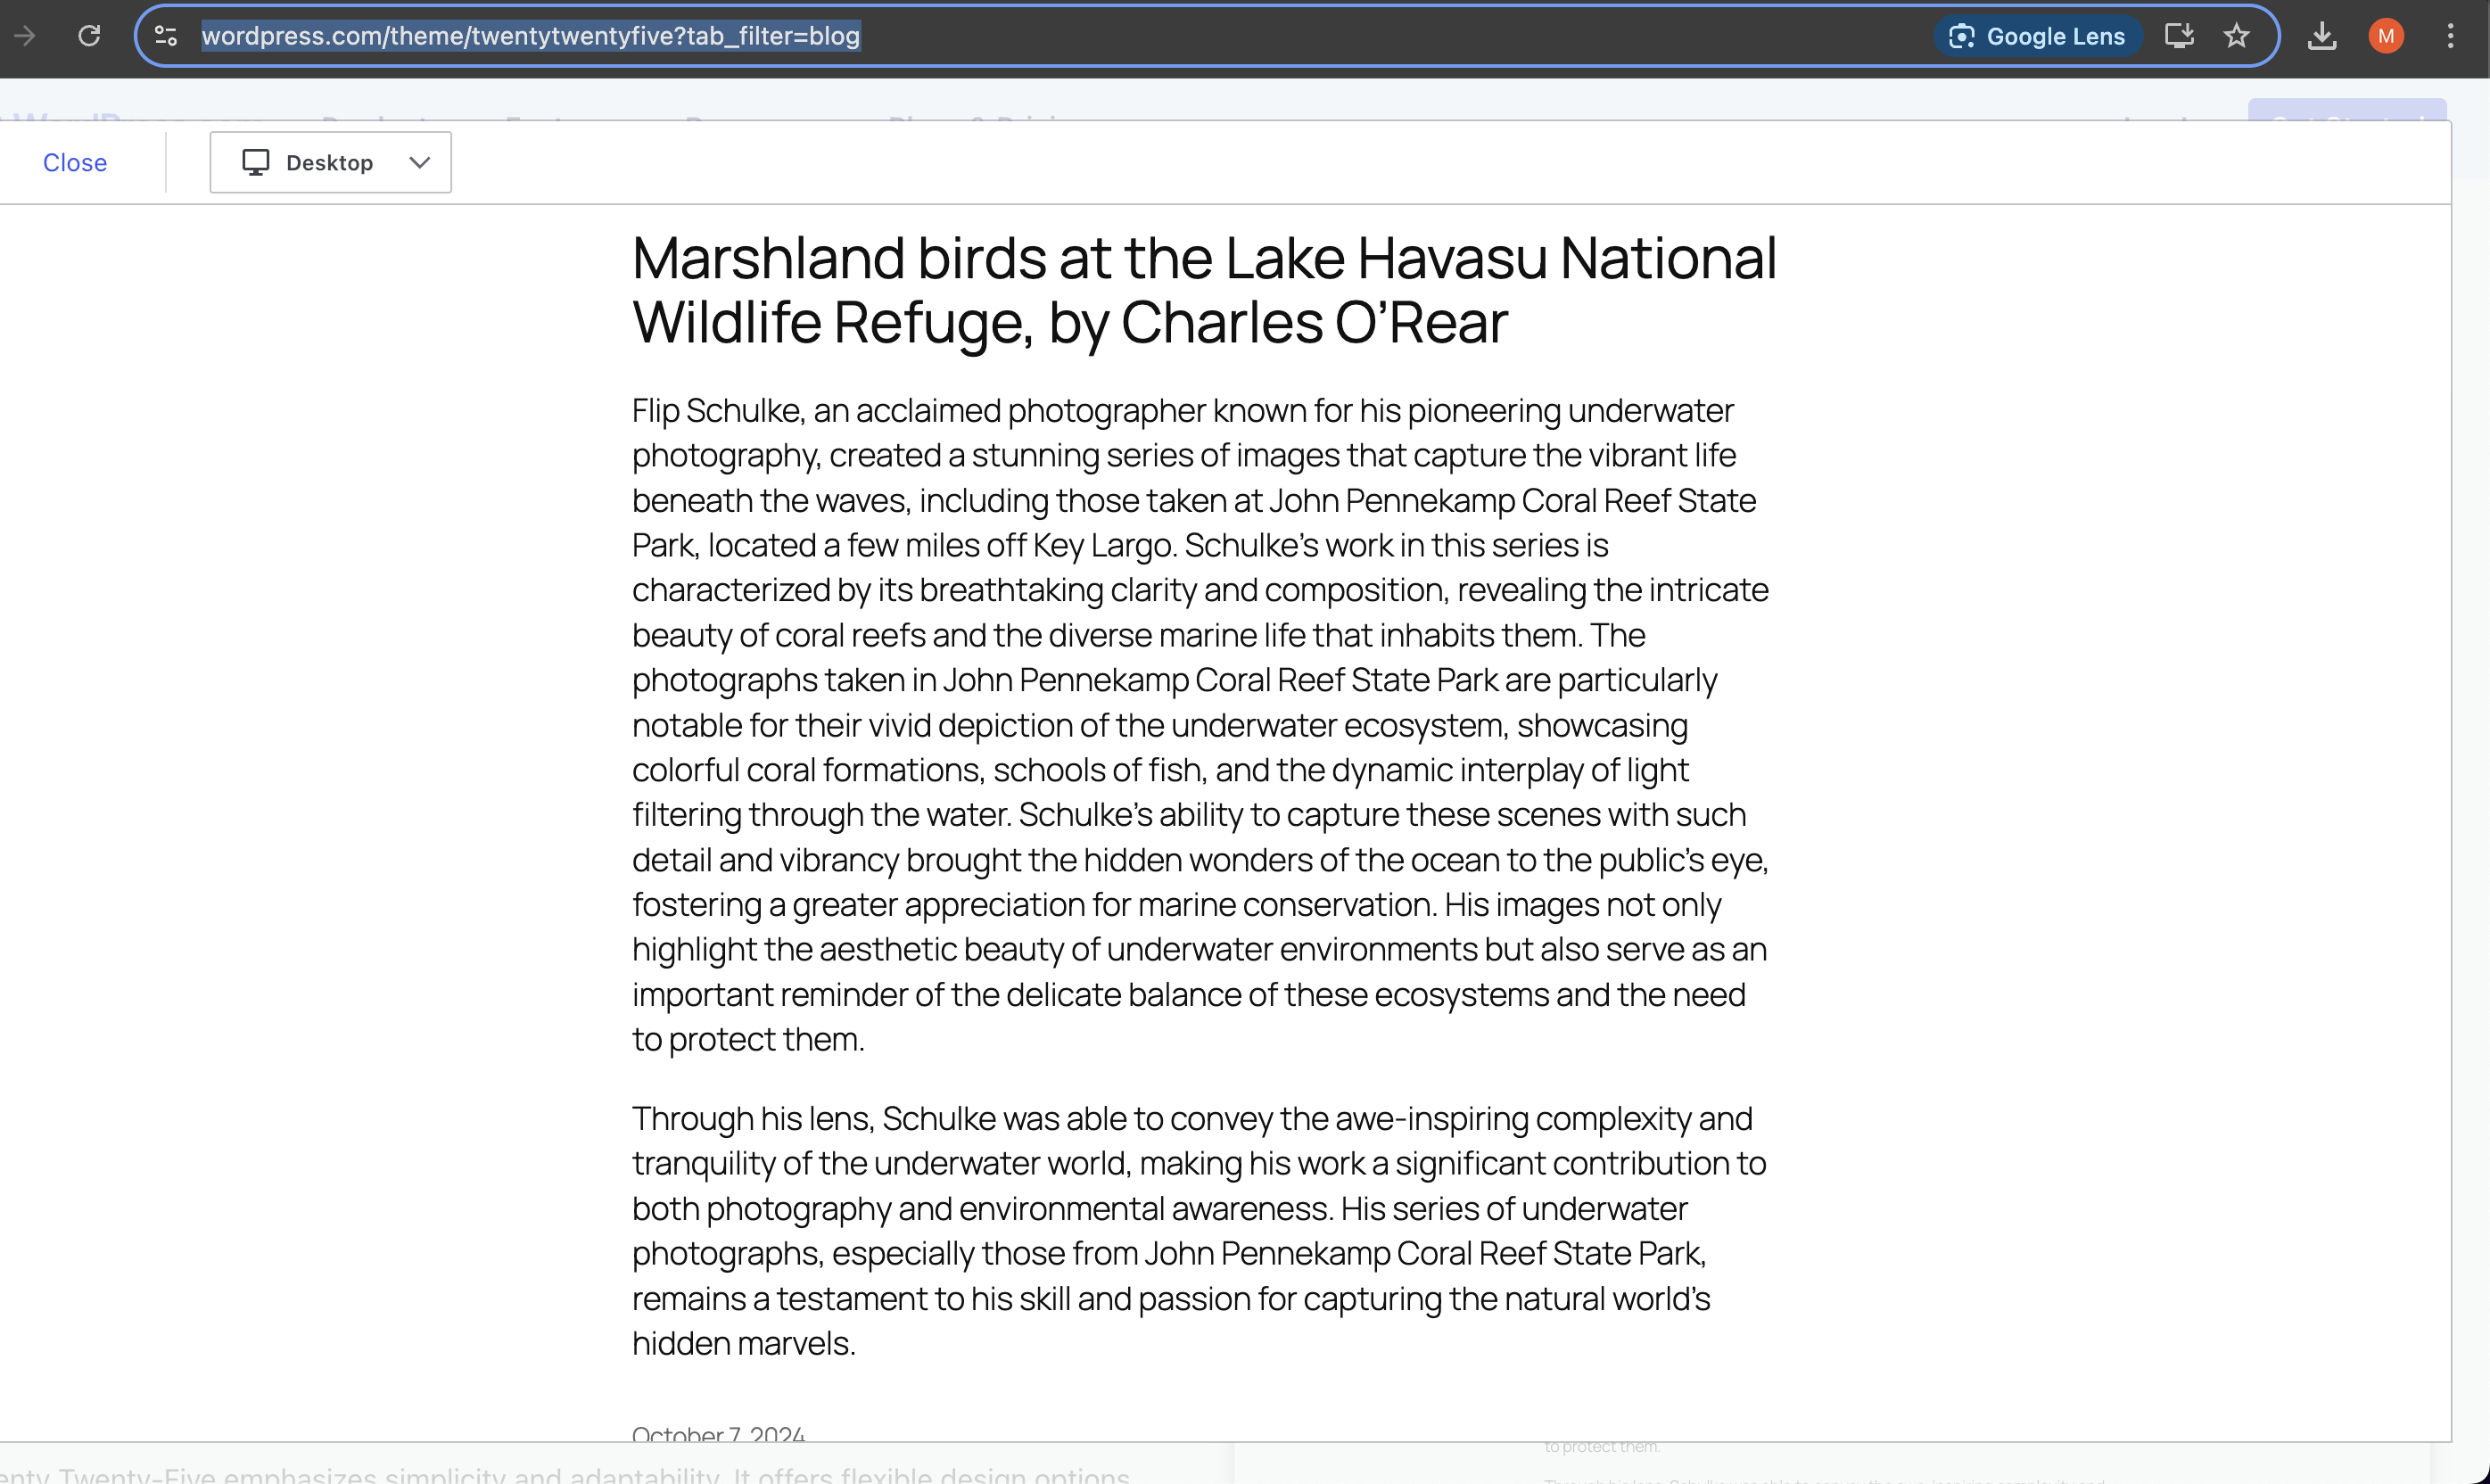 wordpress.com/theme/twentytwentyfive?tab_filter=blog
Google Lens
M
Close
Desktop
Marshland birds at the Lake Havasu National
Wildlife Refuge, by Charles O’Rear
Flip Schulke, an acclaimed photographer known for his pioneering underwater
photography, created a stunning series of images that capture the vibrant life
beneath the waves, including those taken at John Pennekamp Coral Reef State
Park, located a few miles off Key Largo. Schulke’s work in this series is
characterized by its breathtaking clarity and composition, revealing the intricate
beauty of coral reefs and the diverse marine life that inhabits them. The
photographs taken in John Pennekamp Coral Reef State Park are particularly
notable for their vivid depiction of the underwater ecosystem, showcasing
colorful coral formations, schools of fish, and the dynamic interplay of light
filtering through the water. Schulke’s ability to capture these scenes with such
detail and vibrancy brought the hidden wonders of the ocean to the public’s eye,
fostering a greater appreciation for marine conservation. His images not only
highlight the aesthetic beauty of underwater environments but also serve as an
important reminder of the delicate balance of these ecosystems and the need
to protect them.
Through his lens, Schulke was able to convey the awe-inspiring complexity and
tranquility of the underwater world, making his work a significant contribution to
both photography and environmental awareness. His series of underwater
photographs, especially those from John Pennekamp Coral Reef State Park,
remains a testament to his skill and passion for capturing the natural world’s
hidden marvels.
October 7, 2024
to protect them.
Twenty-Five emphasizes simplicity and adaptability. It offers flexible design options